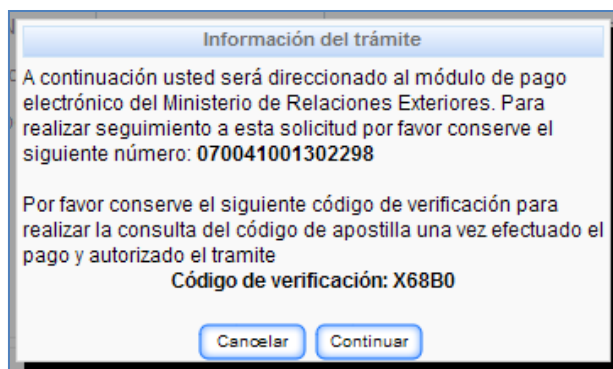 Información del trámite
A continuación usted será direccionado al módulo de pago
electrónico del Ministerio de Relaciones Exteriores. Para
realizar seguimiento a esta solicitud por favor conserve el
siguiente número: 070041001302298
Por favor conserve el siguiente código de verificación para
realizar la consulta del código de apostilla una vez efectuado el
pago y autorizado el tramite
Código de verificación: X68B0
Cancelar Continuar